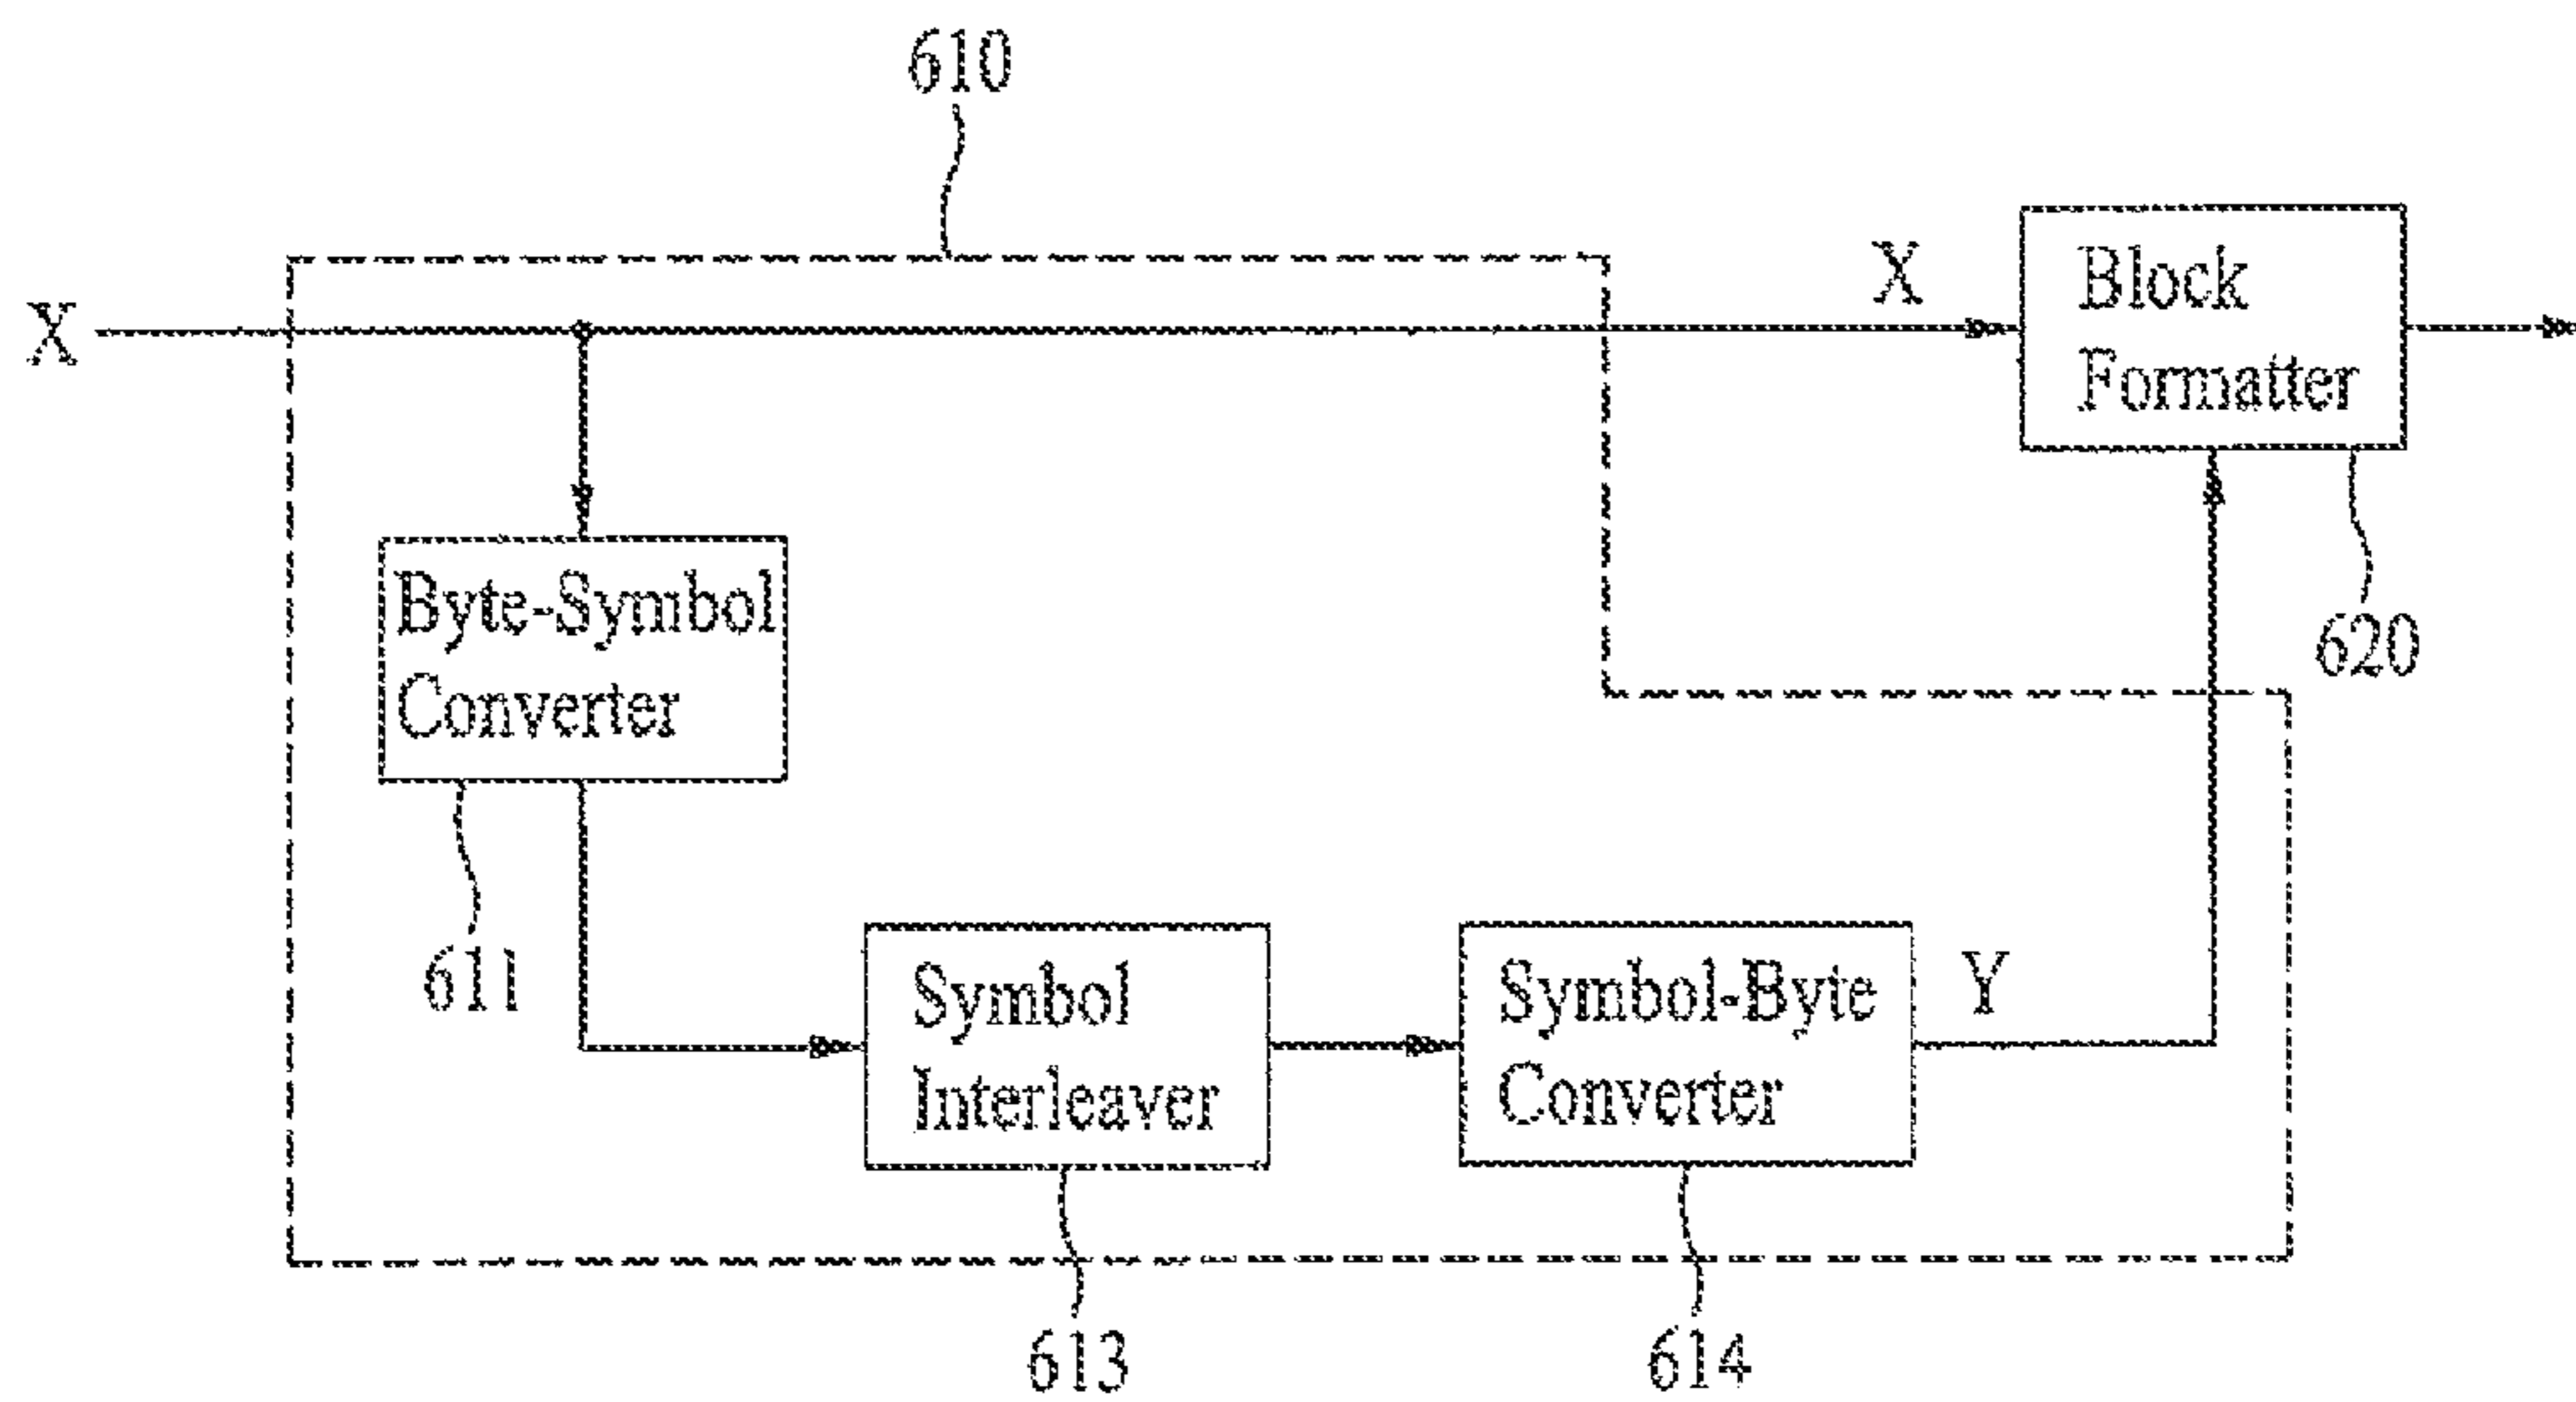 610
X
X
Block
Formatter
Byte-Symbol
Converter
620
611
Symbol
Interleaver
Symbol-Byte
Converter
Y
613
614